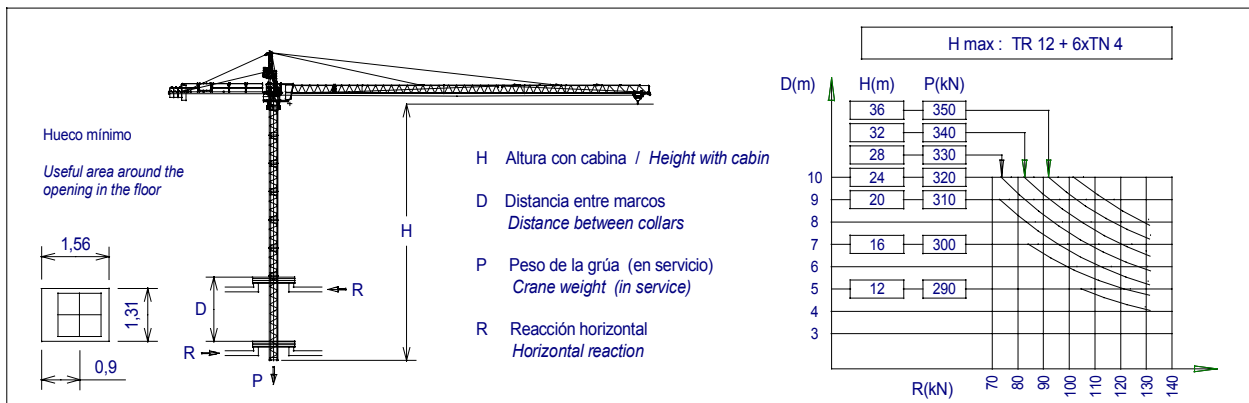 H max : TR 12 + 6xTN 4
Hueco mínimo
Useful area around the
opening in the floor
1,56
1,31
0,9
H
D
R
R
P
H Altura con cabina / Height with cabin
D Distancia entre marcos
Distance between collars
P Peso de la grúa (en servicio)
Crane weight (in service)
R Reacción horizontal
Horizontal reaction
D(m) H(m) P(kN)
36 350
32 340
28 330
10 24 320
9 20 310
8
7 16 300
6
5 12 290
4
3
R(kN) 70 80 90 100 110 120 130 140